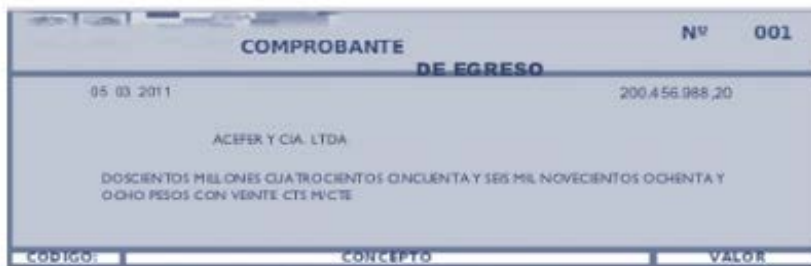 COMPROBANTE DE EGRESO
Nº 001
05 03 2011 200.456.988,20
ACEFER Y CIA. LTDA
DOSCIENTOS MILLONES CUATROCIENTOS CINCUENTA Y SEIS MIL NOVECIENTOS OCHENTA Y
OCHO PESOS CON VEINTE CTS M/CTE
CODIGO: CONCEPTO VALOR